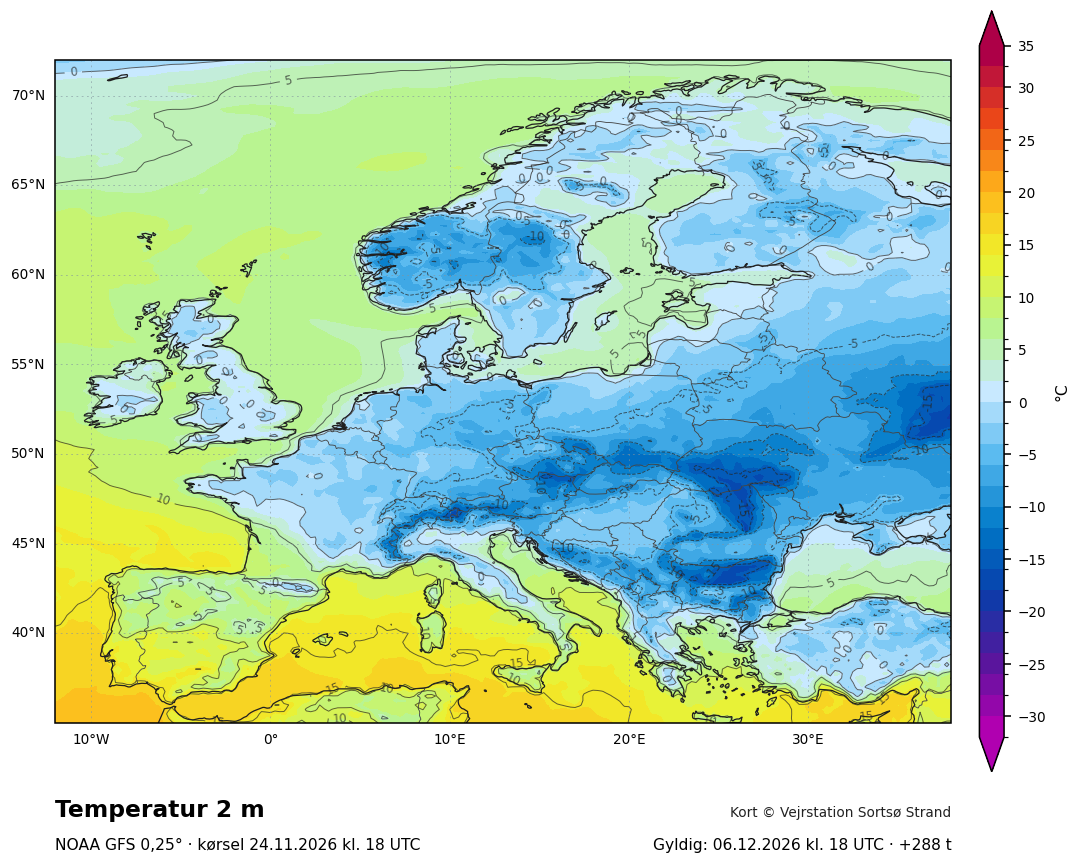 70°N
65°N
60°N
55°N
50°N
45°N
40°N
10°W
0°
10°E
20°E
30°E
35
30
25
20
15
10
5
0
−5
−10
−15
−20
−25
−30
°C
Temperatur 2 m
Kort © Vejrstation Sortsø Strand
NOAA GFS 0,25° · kørsel 24.11.2026 kl. 18 UTC
Gyldig: 06.12.2026 kl. 18 UTC · +288 t